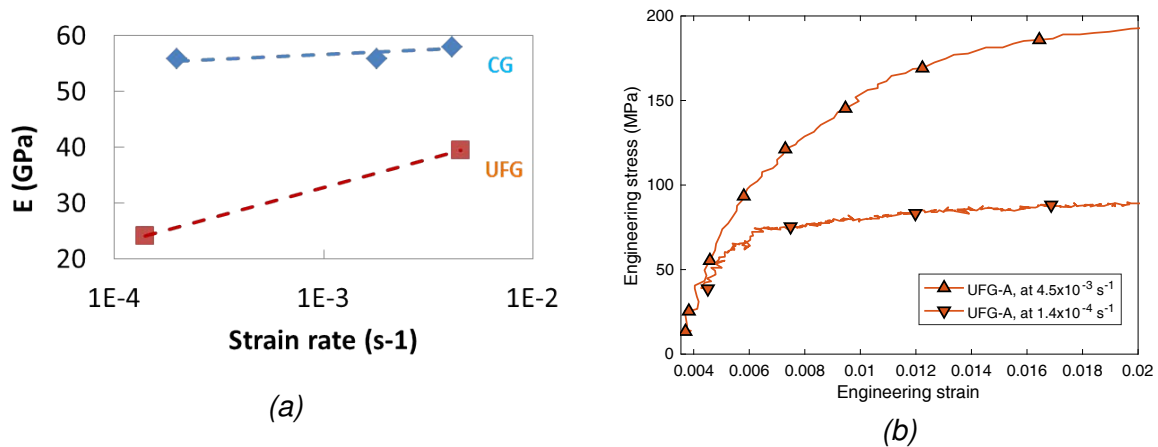 60
50
40
30
20
E (GPa)
CG
UFG
1E-4 1E-3 1E-2
Strain rate (s-1)
(a)
200
150
100
50
0
Engineering stress (MPa)
UFG-A, at 4.5x10⁻³ s⁻¹
UFG-A, at 1.4x10⁻⁴ s⁻¹
0.004 0.006 0.008 0.01 0.012 0.014 0.016 0.018 0.02
Engineering strain
(b)